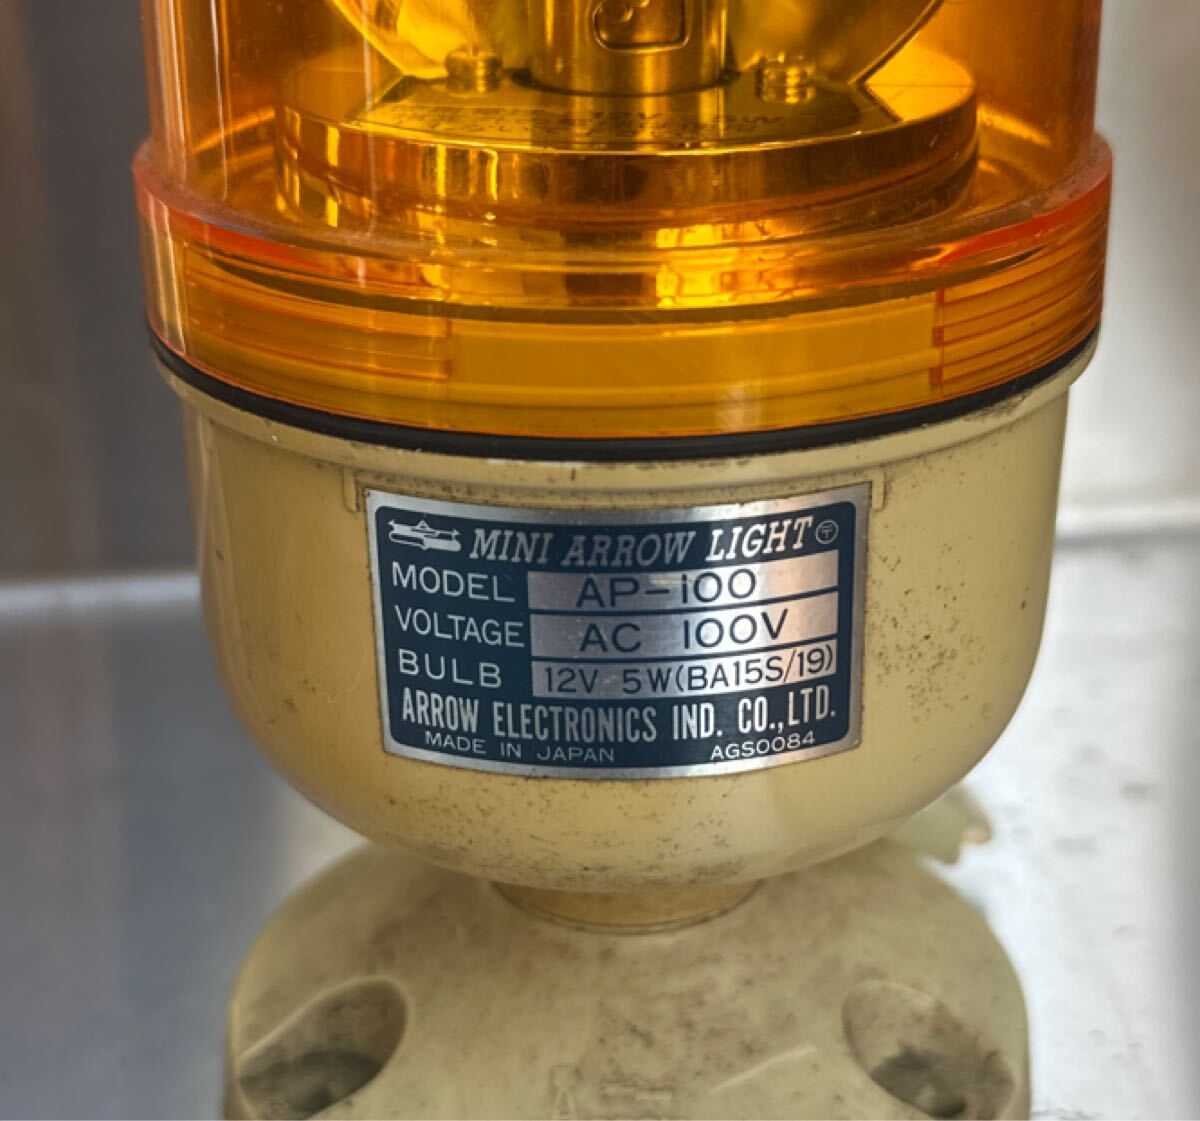 MINI ARROW LIGHT 〒
MODEL AP-100
VOLTAGE AC 100V
BULB 12V 5W(BA15S/19)
ARROW ELECTRONICS IND. CO.,LTD.
MADE IN JAPAN AGS0084